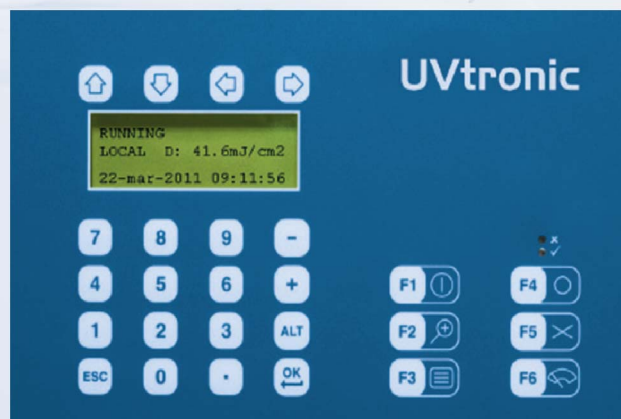 UVtronic
RUNNING
LOCAL D: 41.6mJ/cm2
22-mar-2011 09:11:56
7 8 9 -
4 5 6 +
1 2 3 ALT
ESC 0 . OK
F1 F4
F2 F5
F3 F6